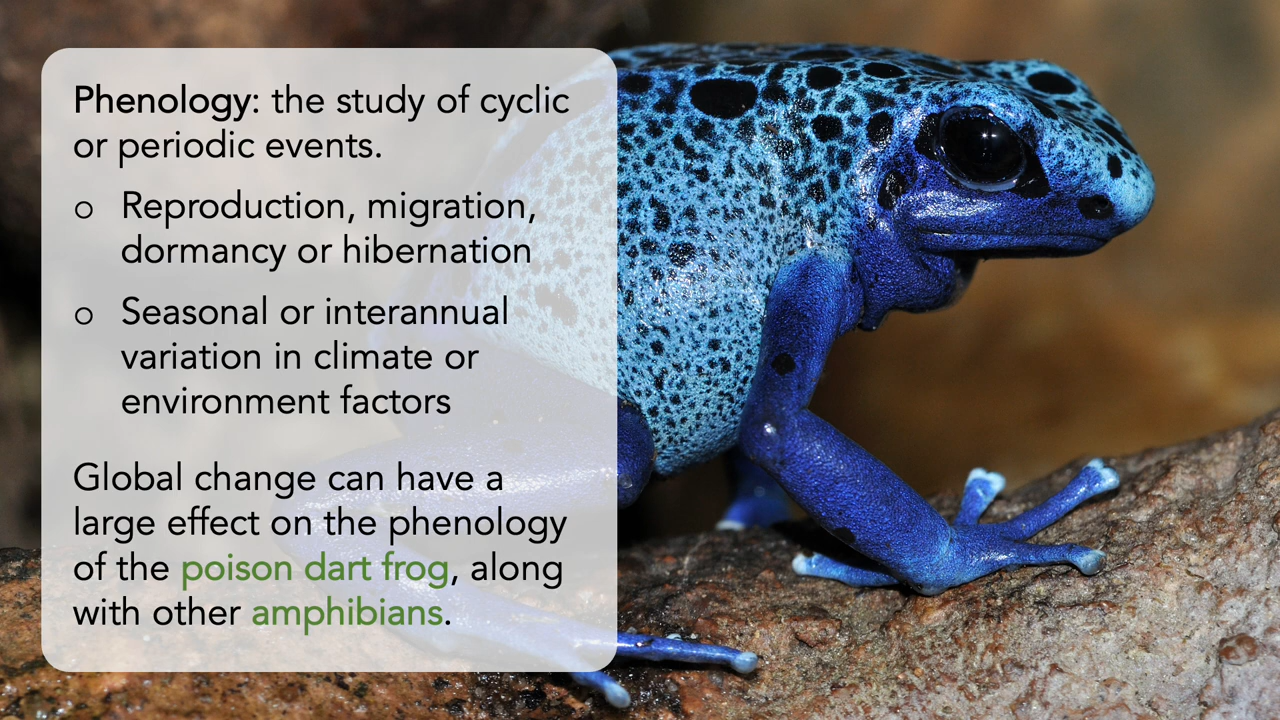 Phenology: the study of cyclic
or periodic events.
o Reproduction, migration,
dormancy or hibernation
o Seasonal or interannual
variation in climate or
environment factors
Global change can have a
large effect on the phenology
of the poison dart frog, along
with other amphibians.